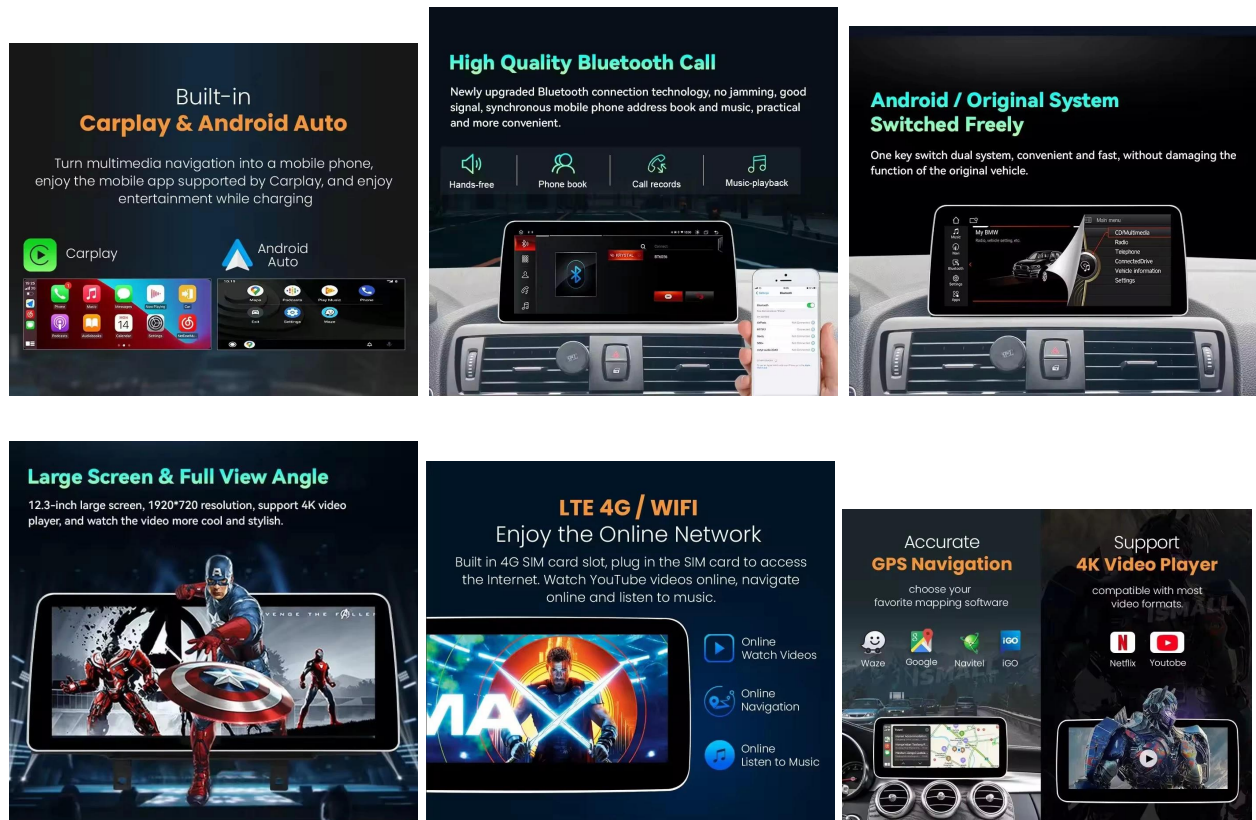 Built-in
Carplay & Android Auto
Turn multimedia navigation into a mobile phone,
enjoy the mobile app supported by Carplay, and enjoy
entertainment while charging
Carplay
Android
Auto
High Quality Bluetooth Call
Newly upgraded Bluetooth connection technology, no jamming, good
signal, synchronous mobile phone address book and music, practical
and more convenient.
Hands-free
Phone book
Call records
Music-playback
Android / Original System
Switched Freely
One key switch dual system, convenient and fast, without damaging the
function of the original vehicle.
My BMW
Main menu
CD/Multimedia
Radio
Telephone
ConnectedDrive
Vehicle information
Settings
Large Screen & Full View Angle
12.3-inch large screen, 1920*720 resolution, support 4K video
player, and watch the video more cool and stylish.
LTE 4G / WIFI
Enjoy the Online Network
Built in 4G SIM card slot, plug in the SIM card to access
the Internet. Watch YouTube videos online, navigate
online and listen to music.
MAX
Online
Watch Videos
Online
Navigation
Online
Listen to Music
Accurate
GPS Navigation
choose your
favorite mapping software
Waze
Google
Navitel
iGO
iGO
Support
4K Video Player
compatible with most
video formats.
Netflix
Youtobe